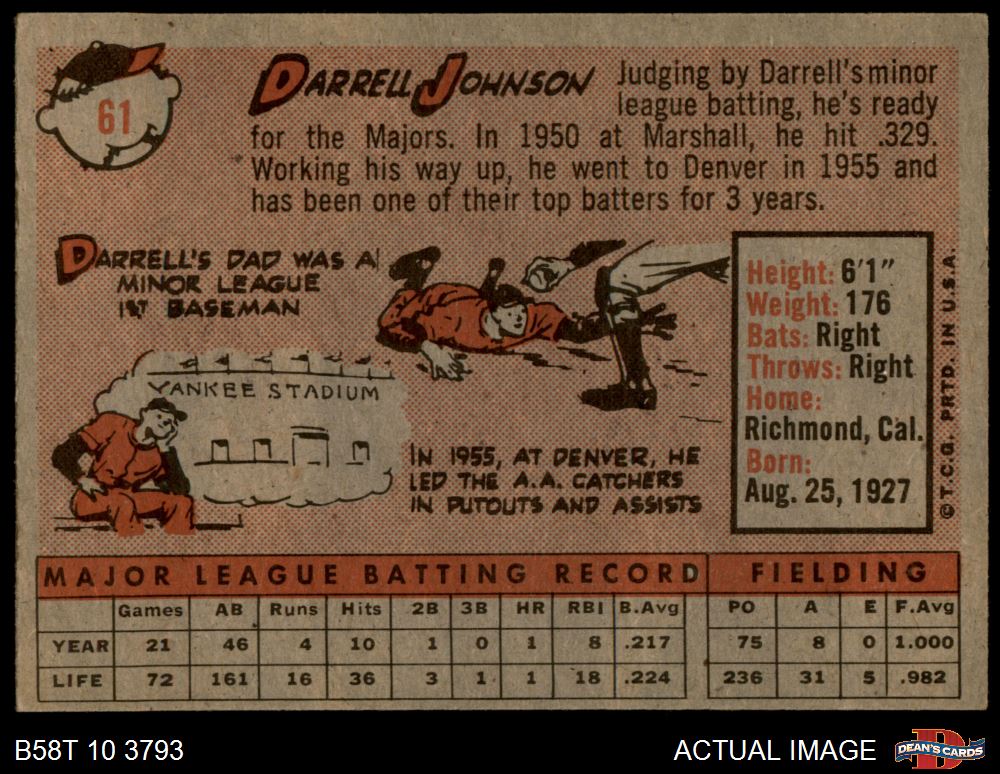 61
DARRELL JOHNSON
Judging by Darrell's minor
league batting, he's ready
for the Majors. In 1950 at Marshall, he hit .329.
Working his way up, he went to Denver in 1955 and
has been one of their top batters for 3 years.
DARRELL'S DAD WAS A
MINOR LEAGUE
1ST BASEMAN
YANKEE STADIUM
IN 1955, AT DENVER, HE
LED THE A.A. CATCHERS
IN PUTOUTS AND ASSISTS
Height: 6'1"
Weight: 176
Bats: Right
Throws: Right
Home:
Richmond, Cal.
Born:
Aug. 25, 1927
©T.C.G. PRTD. IN U.S.A.
MAJOR LEAGUE BATTING RECORD FIELDING
Games AB Runs Hits 2B 3B HR RBI B.Avg PO A E F.Avg
YEAR 21 46 4 10 1 0 1 8 .217 75 8 0 1.000
LIFE 72 161 16 36 3 1 1 18 .224 236 31 5 .982
B58T 10 3793
ACTUAL IMAGE
D
DEAN'S CARDS